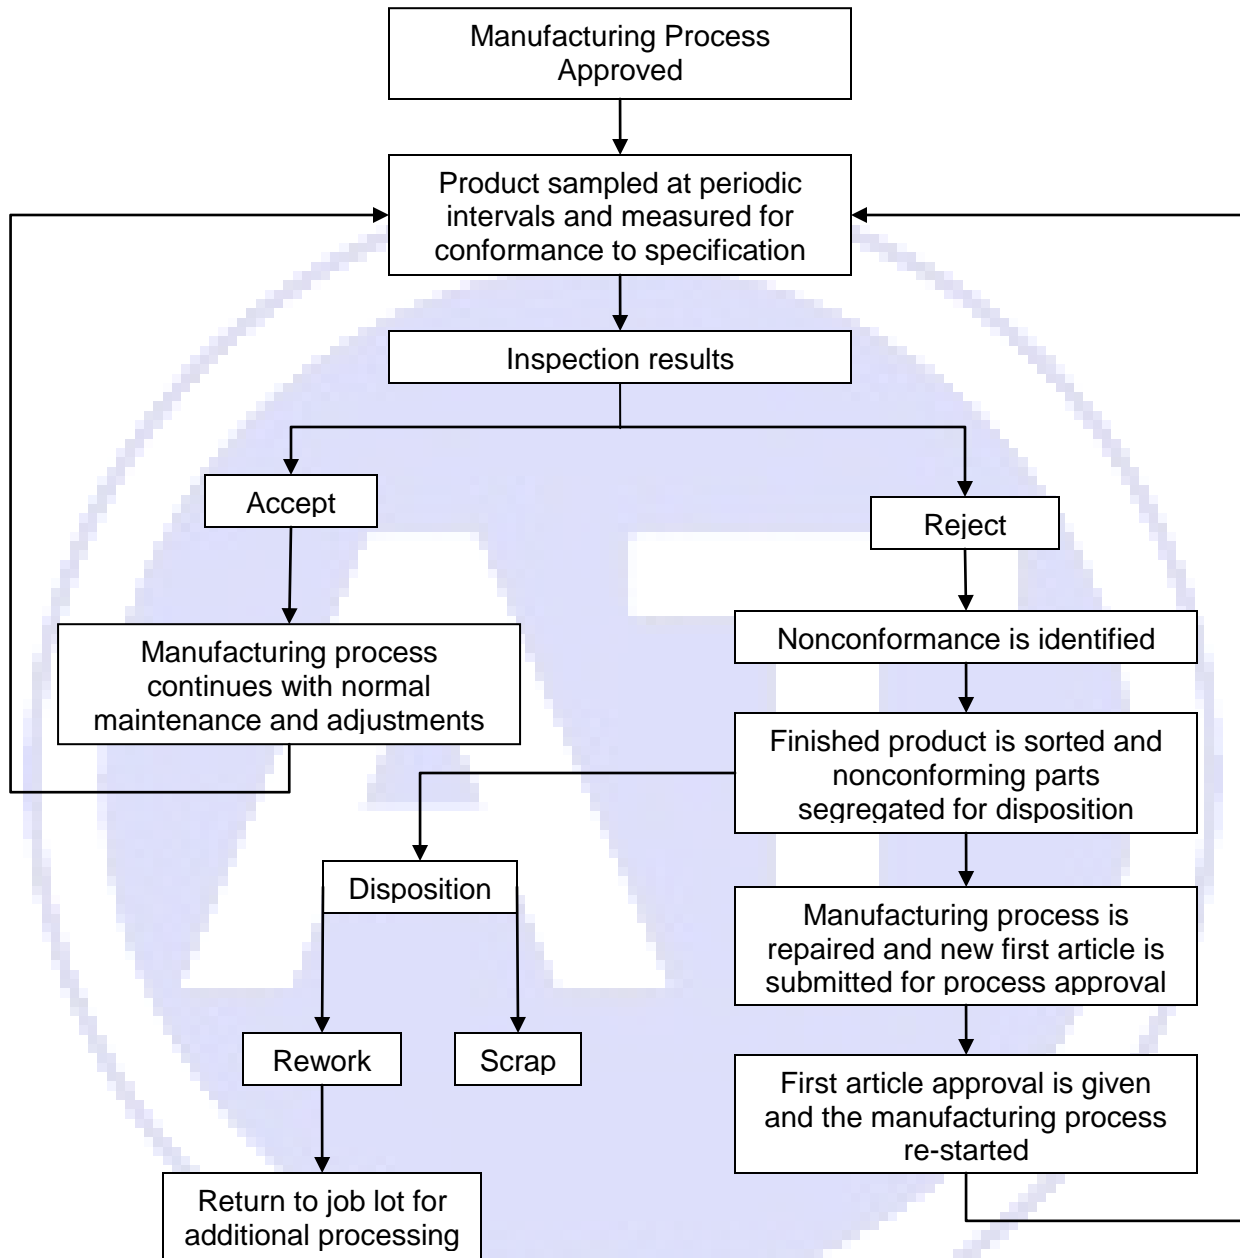 Manufacturing Process
Approved
Product sampled at periodic
intervals and measured for
conformance to specification
Inspection results
Accept
Reject
Manufacturing process
continues with normal
maintenance and adjustments
Nonconformance is identified
Finished product is sorted and
nonconforming parts
segregated for disposition
Disposition
Manufacturing process is
repaired and new first article is
submitted for process approval
Rework
Scrap
First article approval is given
and the manufacturing process
re-started
Return to job lot for
additional processing